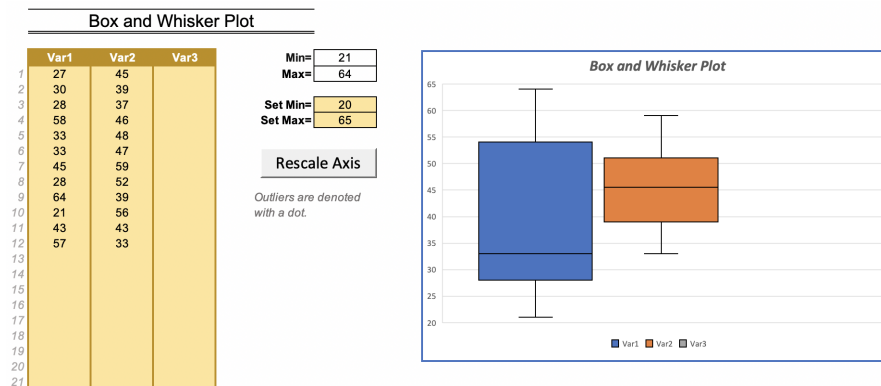 Box and Whisker Plot
Var1 Var2 Var3
1 27 45
2 30 39
3 28 37
4 58 46
5 33 48
6 33 47
7 45 59
8 28 52
9 64 39
10 21 56
11 43 43
12 57 33
13
14
15
16
17
18
19
20
21
Min= 21
Max= 64
Set Min= 20
Set Max= 65
Rescale Axis
Outliers are denoted
with a dot.
Box and Whisker Plot
65
60
55
50
45
40
35
30
25
20
Var1 Var2 Var3